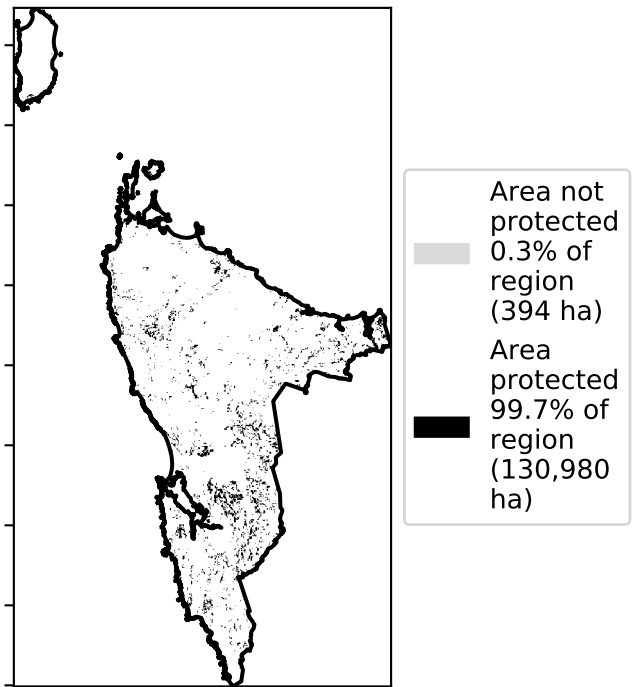 Area not
protected
0.3% of
region
(394 ha)
Area
protected
99.7% of
region
(130,980
ha)